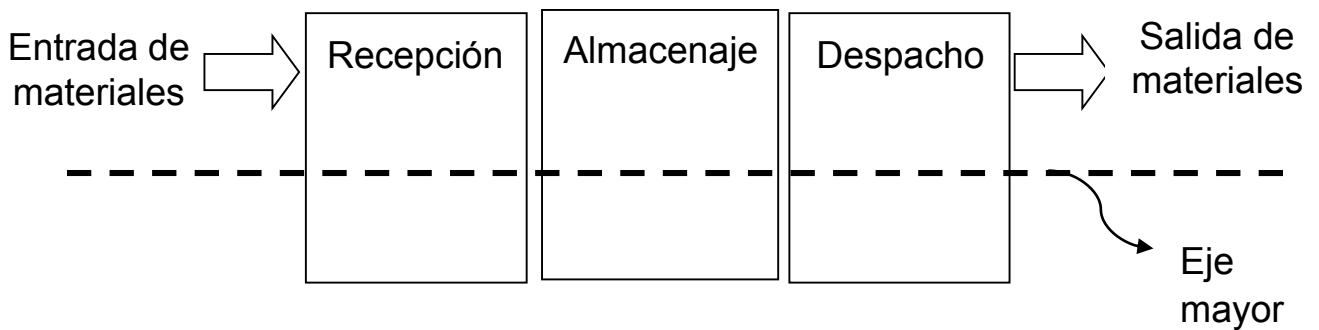 Entrada de
materiales
Recepción
Almacenaje
Despacho
Salida de
materiales
Eje
mayor